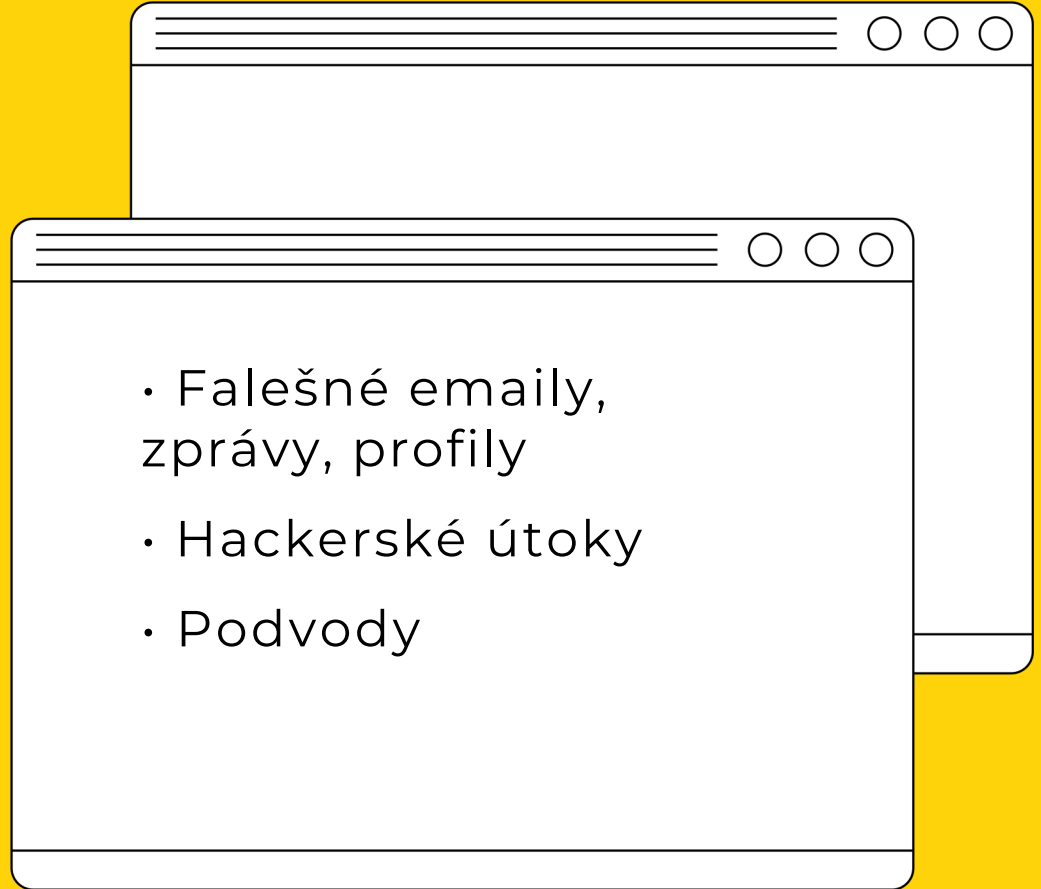 • Falešné emaily,
zprávy, profily
• Hackerské útoky
• Podvody